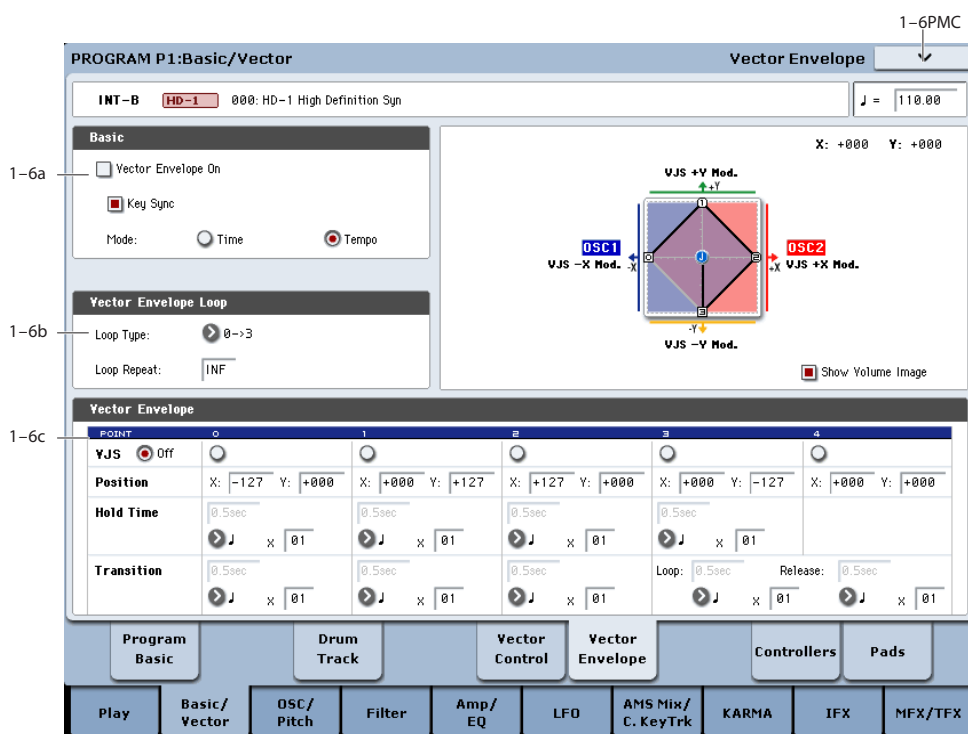 1–6PMC
PROGRAM P1:Basic/Vector
Vector Envelope
INT-B HD-1 000: HD-1 High Definition Syn
♩ = 110.00
Basic
1–6a
Vector Envelope On
Key Sync
Mode: Time Tempo
X: +000 Y: +000
VJS +Y Mod.
+Y
1
OSC1
VJS -X Mod.
-X
0
2
+X
OSC2
VJS +X Mod.
3
-Y
VJS -Y Mod.
Show Volume Image
Vector Envelope Loop
1–6b
Loop Type: 0->3
Loop Repeat: INF
Vector Envelope
1–6c
POINT 0 1 2 3 4
VJS Off
Position X: -127 Y: +000 X: +000 Y: +127 X: +127 Y: +000 X: +000 Y: -127 X: +000 Y: +000
Hold Time 0.5sec 0.5sec 0.5sec 0.5sec
♩ x 01 ♩ x 01 ♩ x 01 ♩ x 01
Transition 0.5sec 0.5sec 0.5sec Loop: 0.5sec Release: 0.5sec
♩ x 01 ♩ x 01 ♩ x 01 ♩ x 01 ♩ x 01
Program
Basic
Drum
Track
Vector
Control
Vector
Envelope
Controllers
Pads
Play
Basic/
Vector
OSC/
Pitch
Filter
Amp/
EQ
LFO
AMS Mix/
C. KeyTrk
KARMA
IFX
MFX/TFX